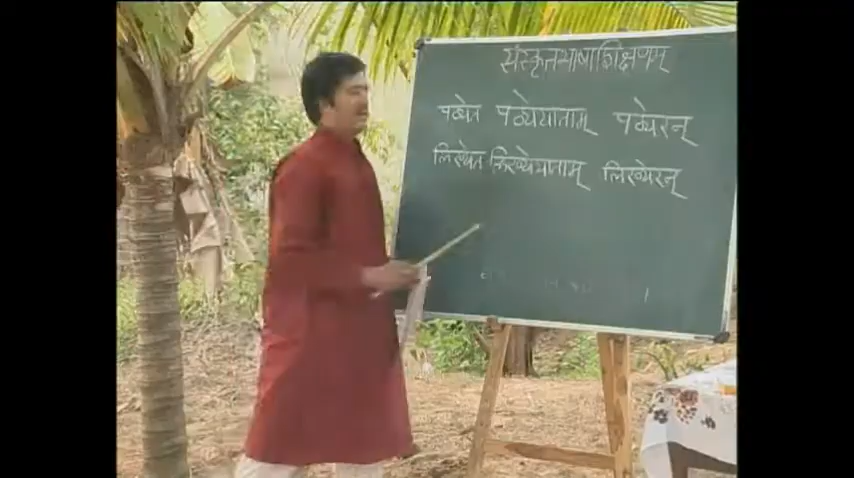 संस्कृतभाषाशिक्षणम्
पठेत पठेयाताम् पठेरन्
लिखेत लिखेयाताम् लिखेरन्